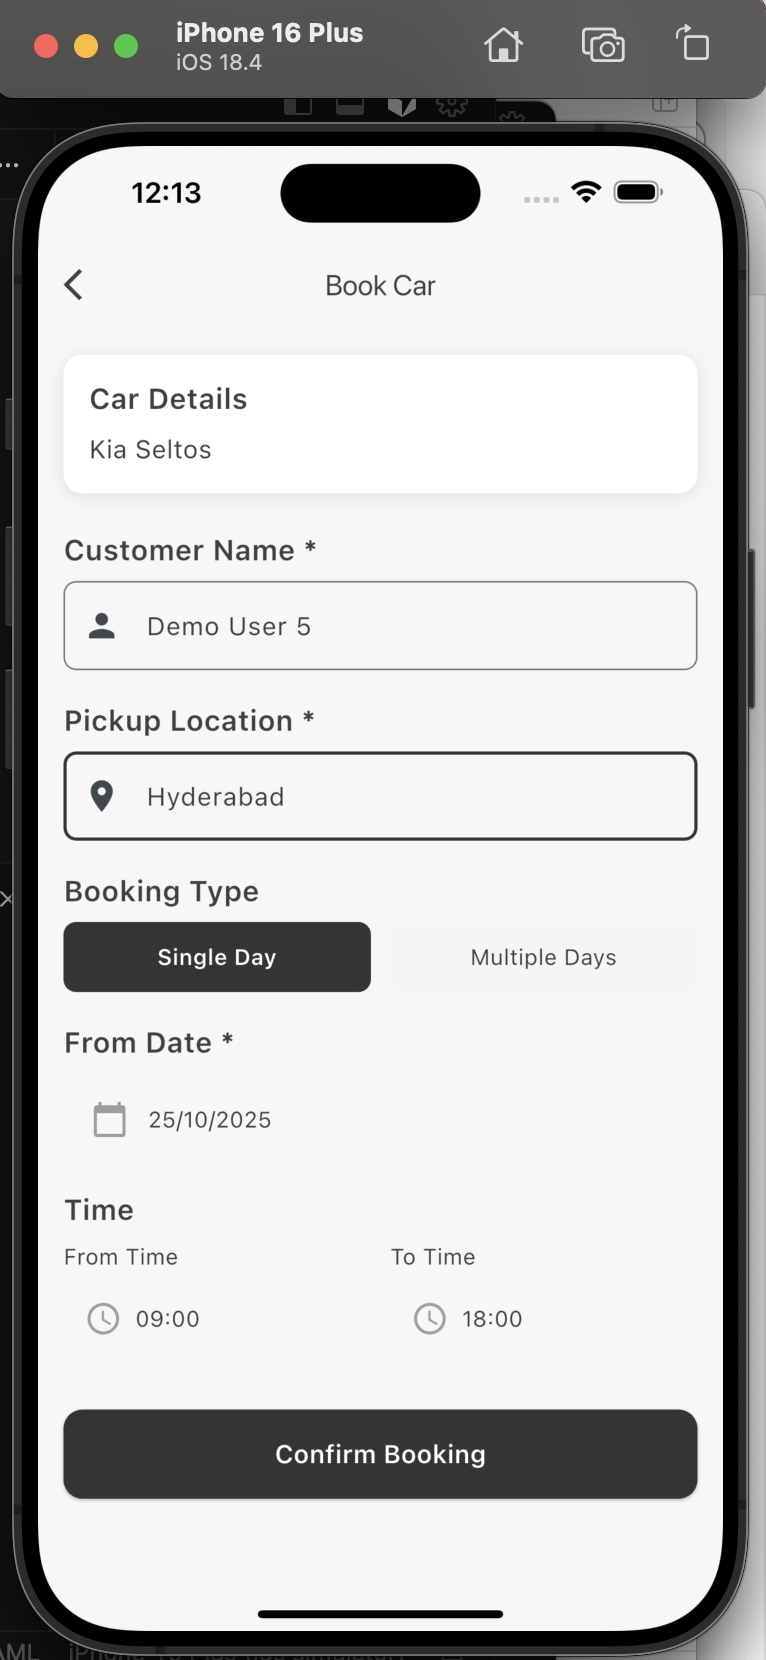 iPhone 16 Plus
iOS 18.4
12:13
Book Car
Car Details
Kia Seltos
Customer Name *
Demo User 5
Pickup Location *
Hyderabad
Booking Type
Single Day
Multiple Days
From Date *
25/10/2025
Time
From Time
To Time
09:00
18:00
Confirm Booking